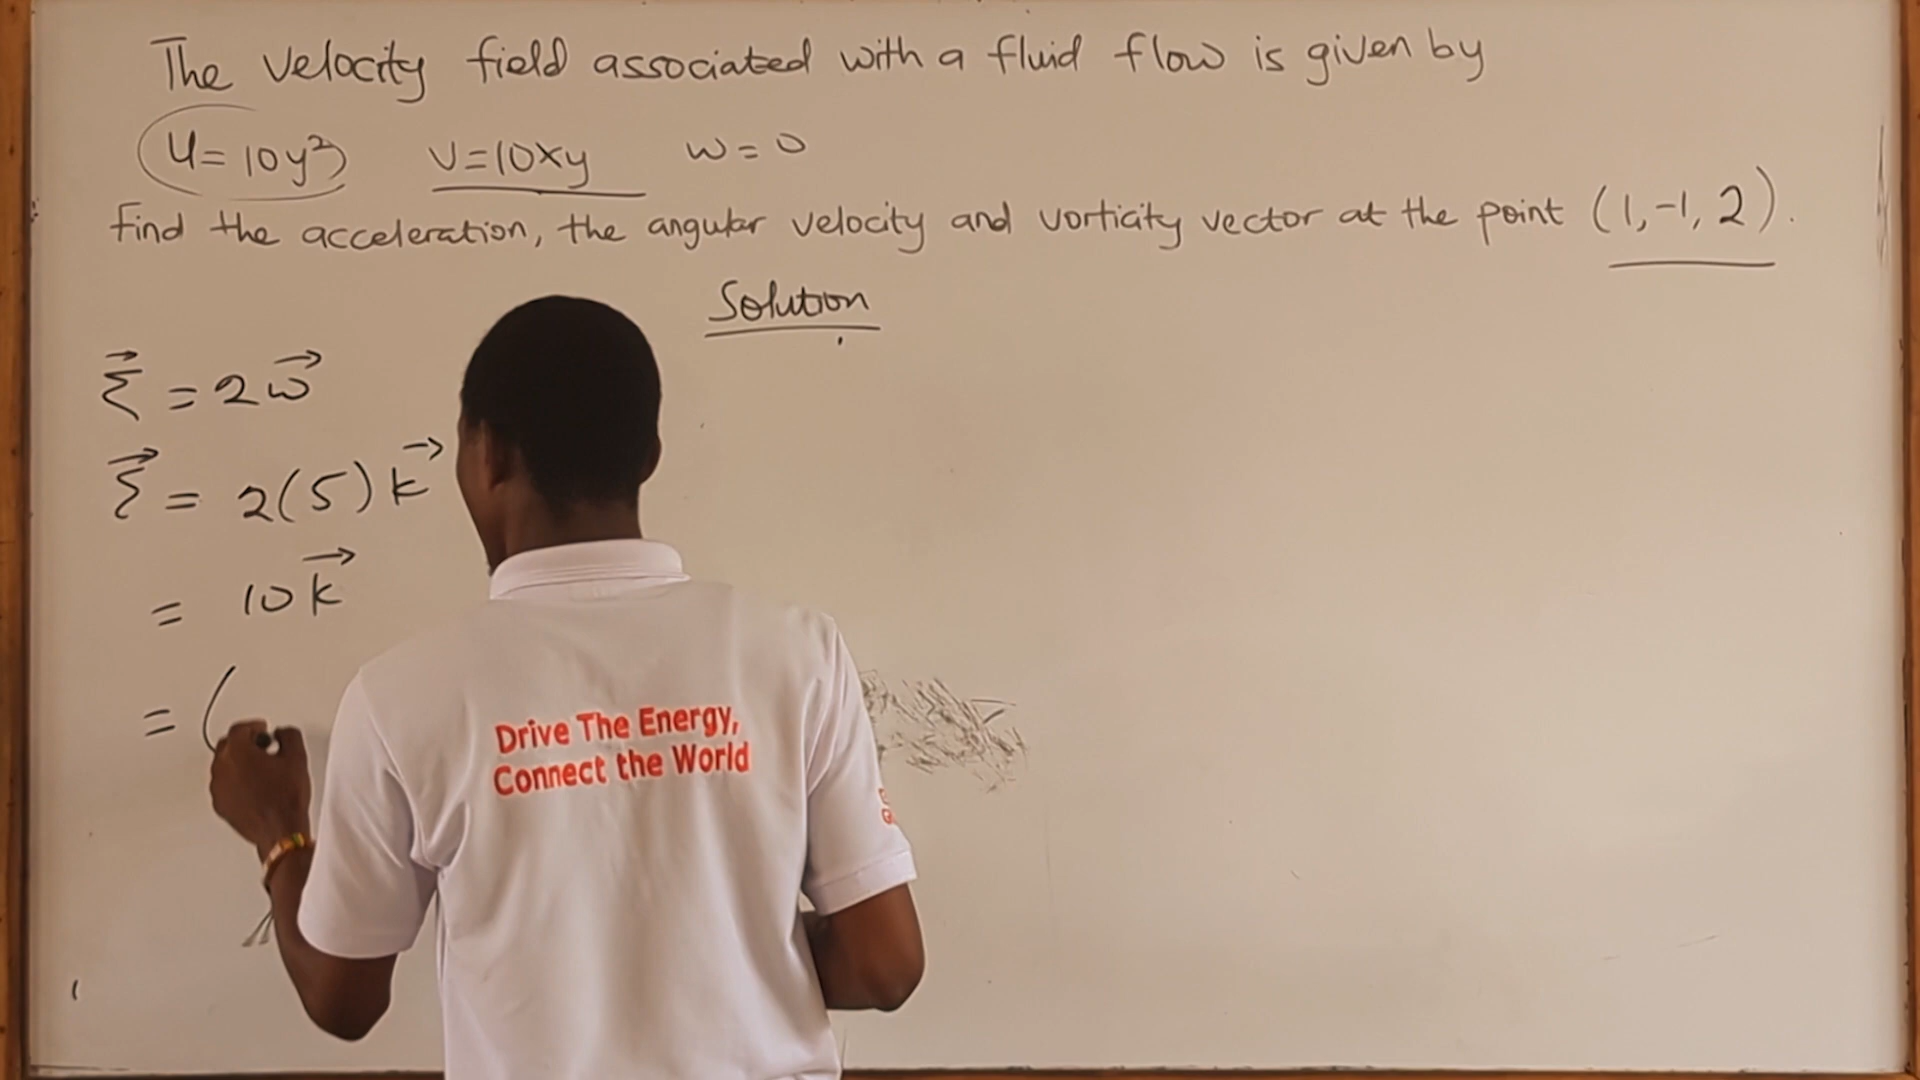 The velocity field associated with a fluid flow is given by
u=10y² v=10xy w=0
find the acceleration, the angular velocity and vorticity vector at the point (1,-1, 2).
Solution
ξ⃗ = 2ω⃗
ξ⃗ = 2(5)k⃗
= 10k⃗
= (
Drive The Energy,
Connect the World